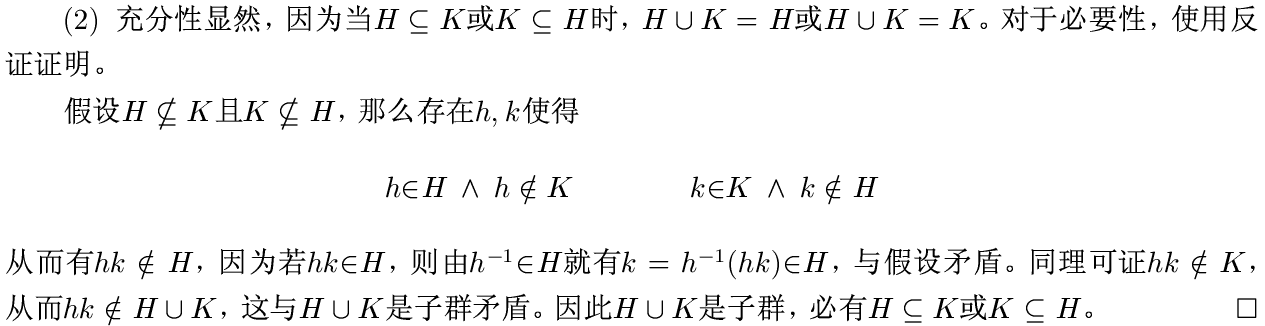 (2) 充分性显然，因为当H ⊆ K或K ⊆ H时，H ∪ K = H或H ∪ K = K。对于必要性，使用反
证证明。
假设H ⊈ K且K ⊈ H，那么存在h, k使得
h∈H ∧ h ∉ K k∈K ∧ k ∉ H
从而有hk ∉ H，因为若hk∈H，则由h⁻¹∈H就有k = h⁻¹(hk)∈H，与假设矛盾。同理可证hk ∉ K，
从而hk ∉ H ∪ K，这与H ∪ K是子群矛盾。因此H ∪ K是子群，必有H ⊆ K或K ⊆ H。 □